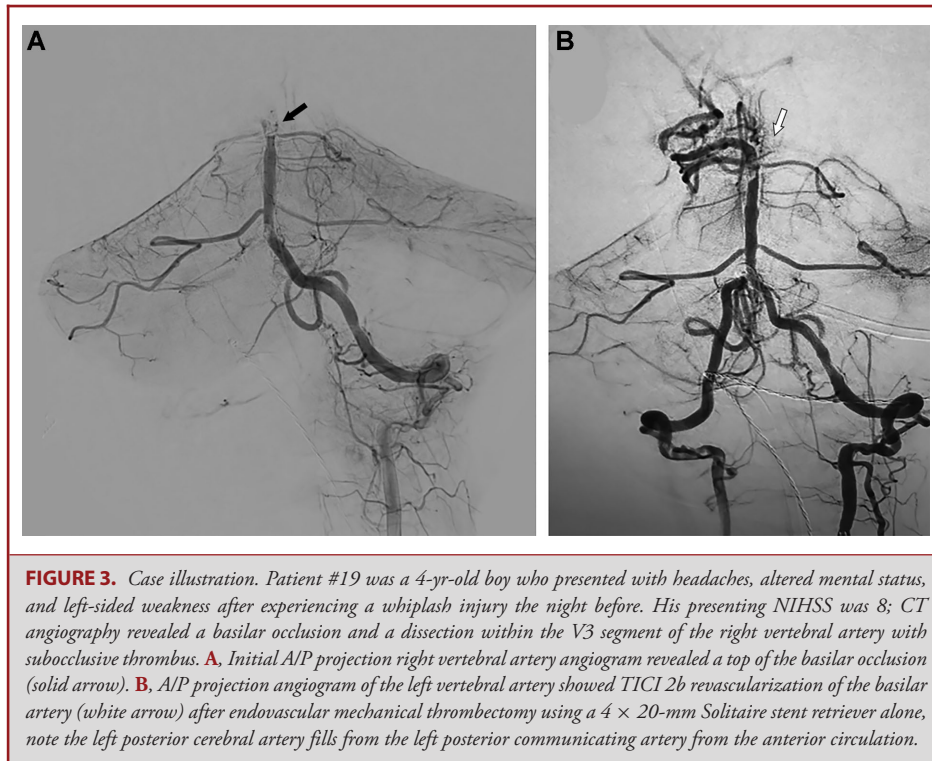 A
B
FIGURE 3. Case illustration. Patient #19 was a 4-yr-old boy who presented with headaches, altered mental status,
and left-sided weakness after experiencing a whiplash injury the night before. His presenting NIHSS was 8; CT
angiography revealed a basilar occlusion and a dissection within the V3 segment of the right vertebral artery with
subocclusive thrombus. A, Initial A/P projection right vertebral artery angiogram revealed a top of the basilar occlusion
(solid arrow). B, A/P projection angiogram of the left vertebral artery showed TICI 2b revascularization of the basilar
artery (white arrow) after endovascular mechanical thrombectomy using a 4 × 20-mm Solitaire stent retriever alone,
note the left posterior cerebral artery fills from the left posterior communicating artery from the anterior circulation.